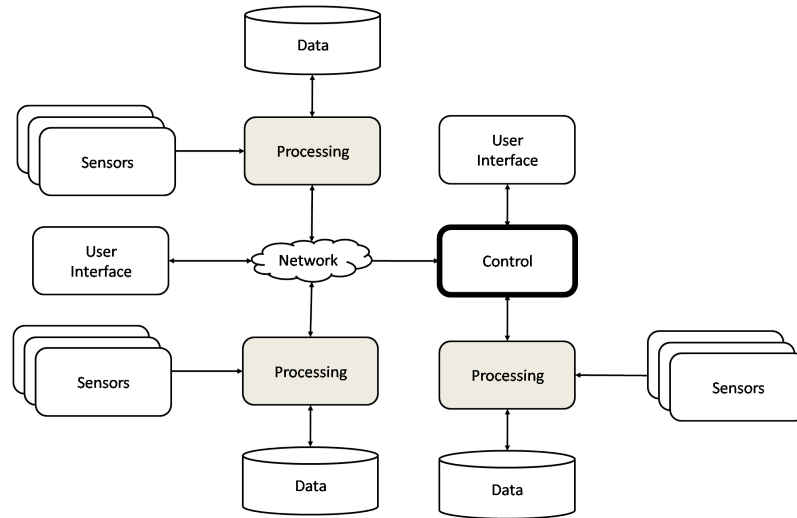 Data
Processing
Sensors
User
Interface
User
Interface
Network
Control
Sensors
Processing
Processing
Sensors
Data
Data